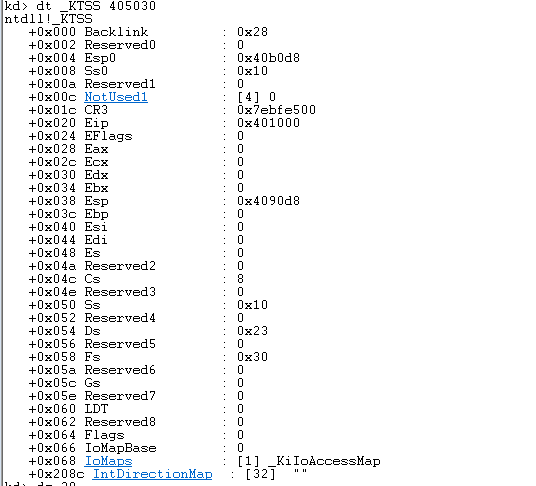 kd> dt _KTSS 405030
ntdll!_KTSS
+0x000 Backlink : 0x28
+0x002 Reserved0 : 0
+0x004 Esp0 : 0x40b0d8
+0x008 Ss0 : 0x10
+0x00a Reserved1 : 0
+0x00c NotUsed1 : [4] 0
+0x01c CR3 : 0x7ebfe500
+0x020 Eip : 0x401000
+0x024 EFlags : 0
+0x028 Eax : 0
+0x02c Ecx : 0
+0x030 Edx : 0
+0x034 Ebx : 0
+0x038 Esp : 0x4090d8
+0x03c Ebp : 0
+0x040 Esi : 0
+0x044 Edi : 0
+0x048 Es : 0
+0x04a Reserved2 : 0
+0x04c Cs : 8
+0x04e Reserved3 : 0
+0x050 Ss : 0x10
+0x052 Reserved4 : 0
+0x054 Ds : 0x23
+0x056 Reserved5 : 0
+0x058 Fs : 0x30
+0x05a Reserved6 : 0
+0x05c Gs : 0
+0x05e Reserved7 : 0
+0x060 LDT : 0
+0x062 Reserved8 : 0
+0x064 Flags : 0
+0x066 IoMapBase : 0
+0x068 IoMaps : [1] _KiIoAccessMap
+0x208c IntDirectionMap : [32] ""